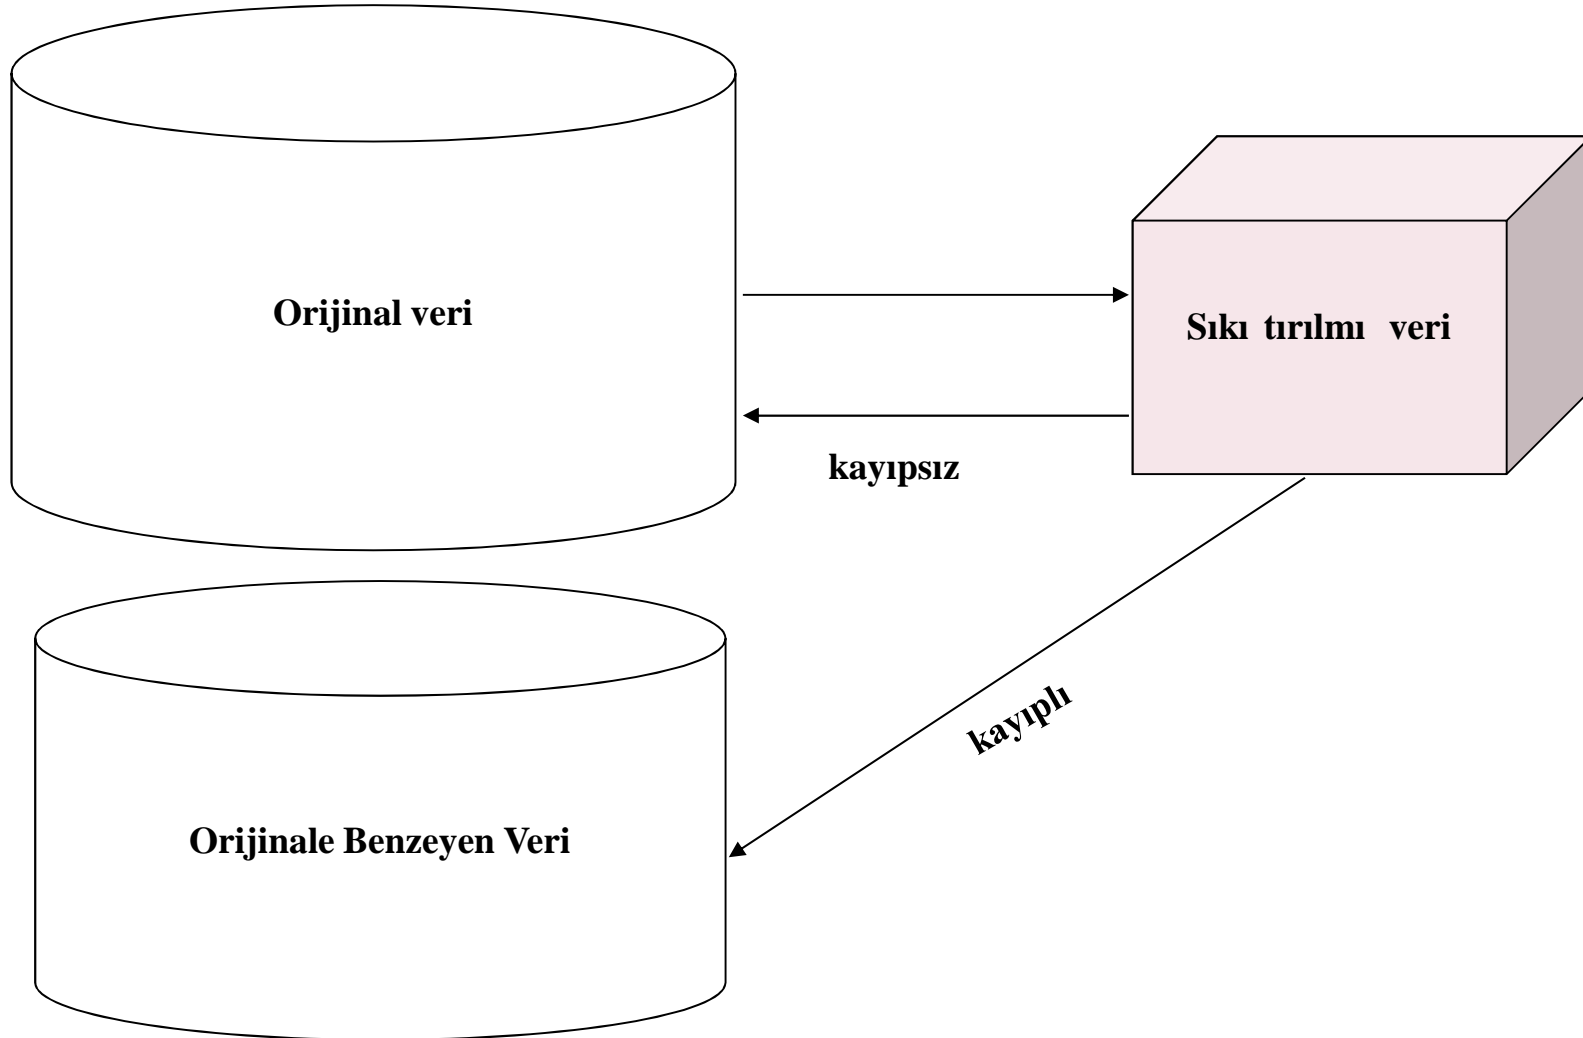 Orijinal veri
Sıkı tırılmı veri
kayıpsız
kayıplı
Orijinale Benzeyen Veri